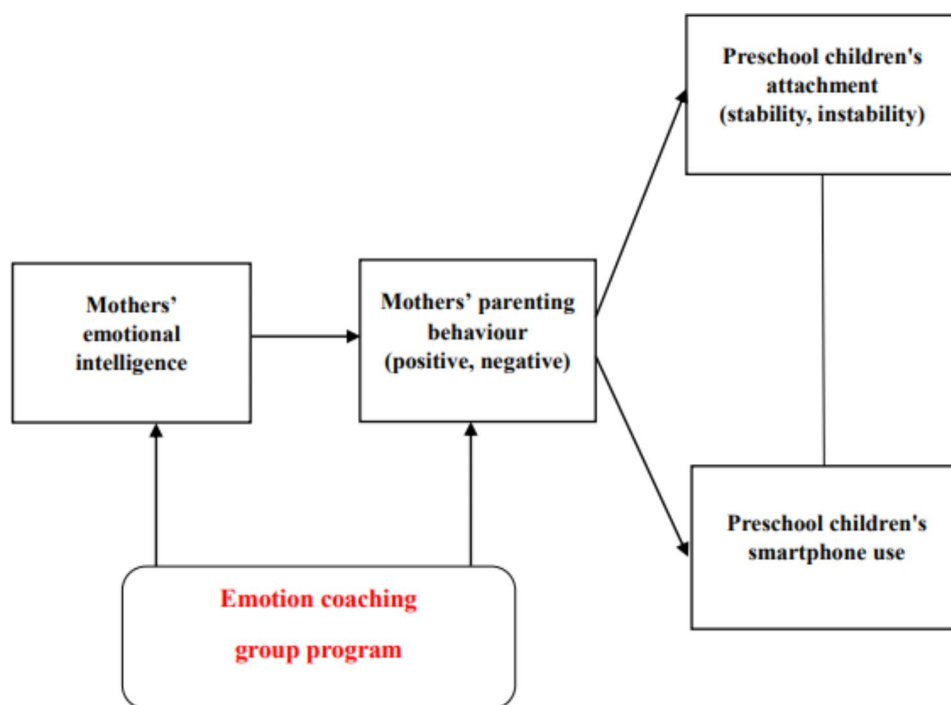 Preschool children's
attachment
(stability, instability)
Mothers’
emotional
intelligence
Mothers’ parenting
behaviour
(positive, negative)
Preschool children's
smartphone use
Emotion coaching
group program